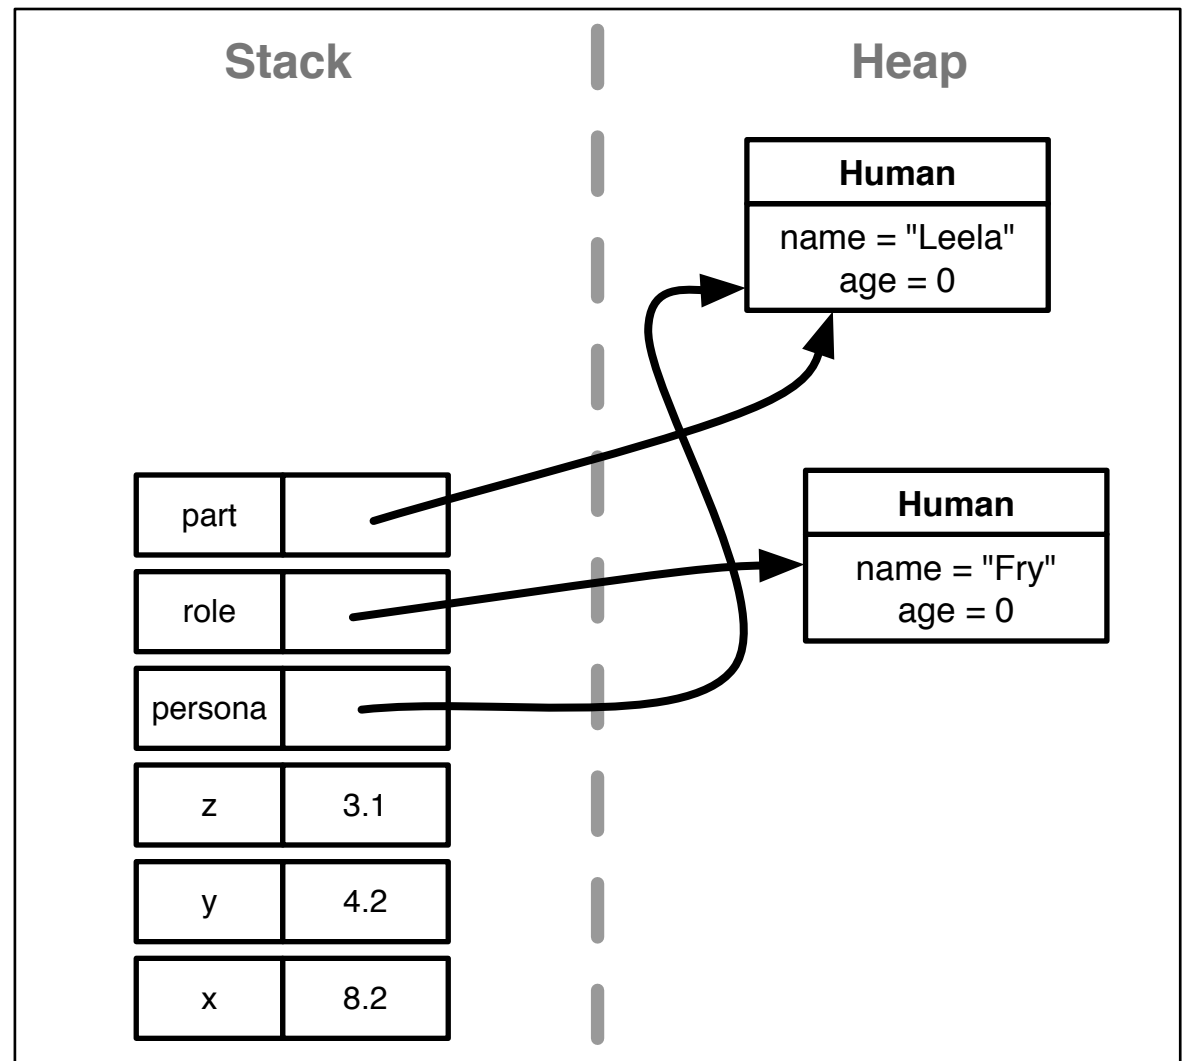 Stack
Heap
Human
name = "Leela"
age = 0
part
Human
name = "Fry"
age = 0
role
persona
z 3.1
y 4.2
x 8.2